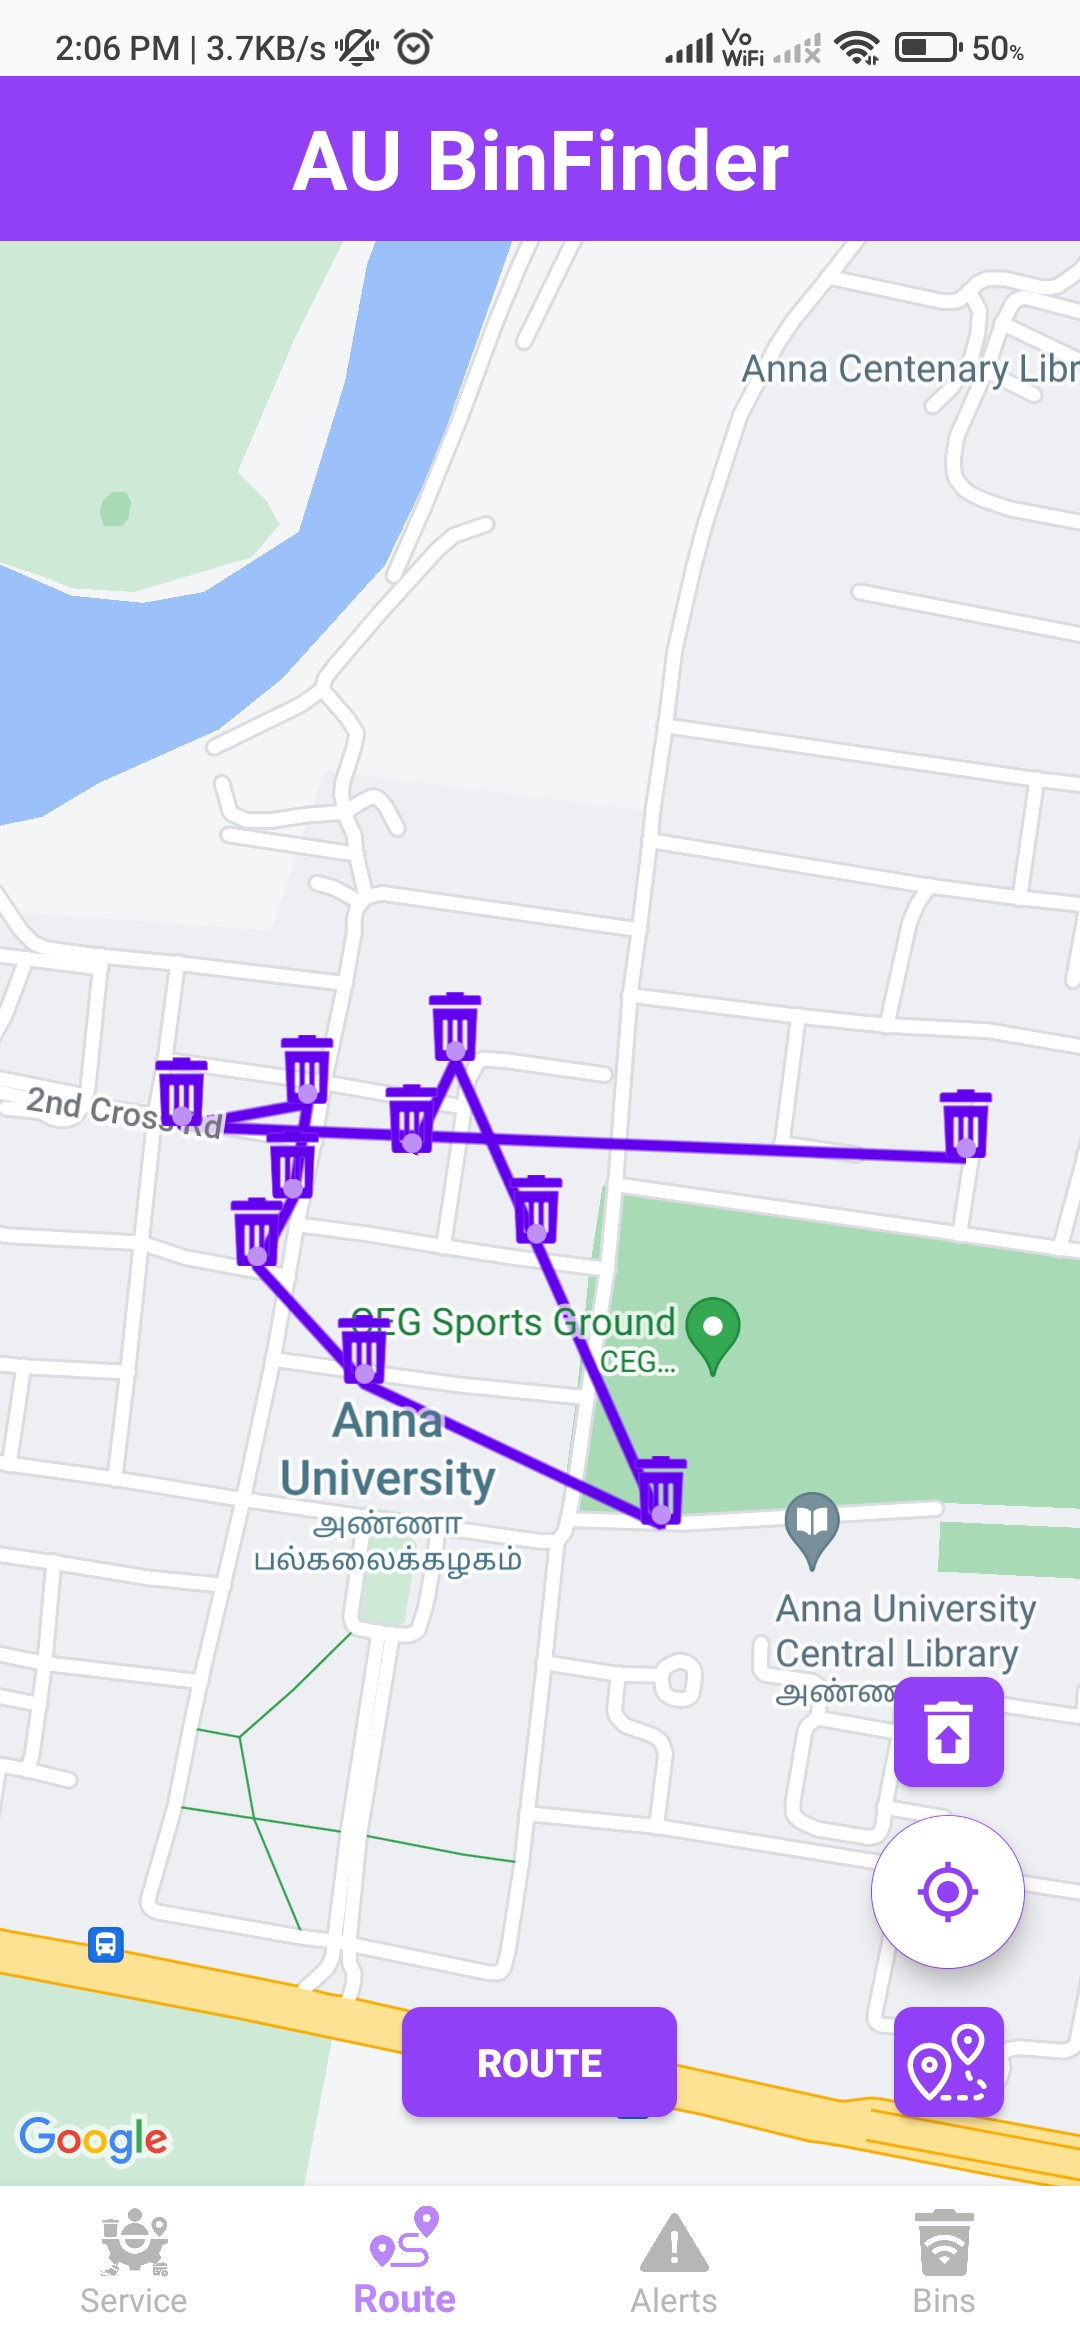 2:06 PM | 3.7KB/s
Vo
WiFi
50%
AU BinFinder
Anna Centenary Libr
2nd Cross Rd
CEG Sports Ground
CEG...
Anna
University
அண்ணா
பல்கலைக்கழகம்
Anna University
Central Library
அண்ண
ROUTE
Google
Service
Route
Alerts
Bins